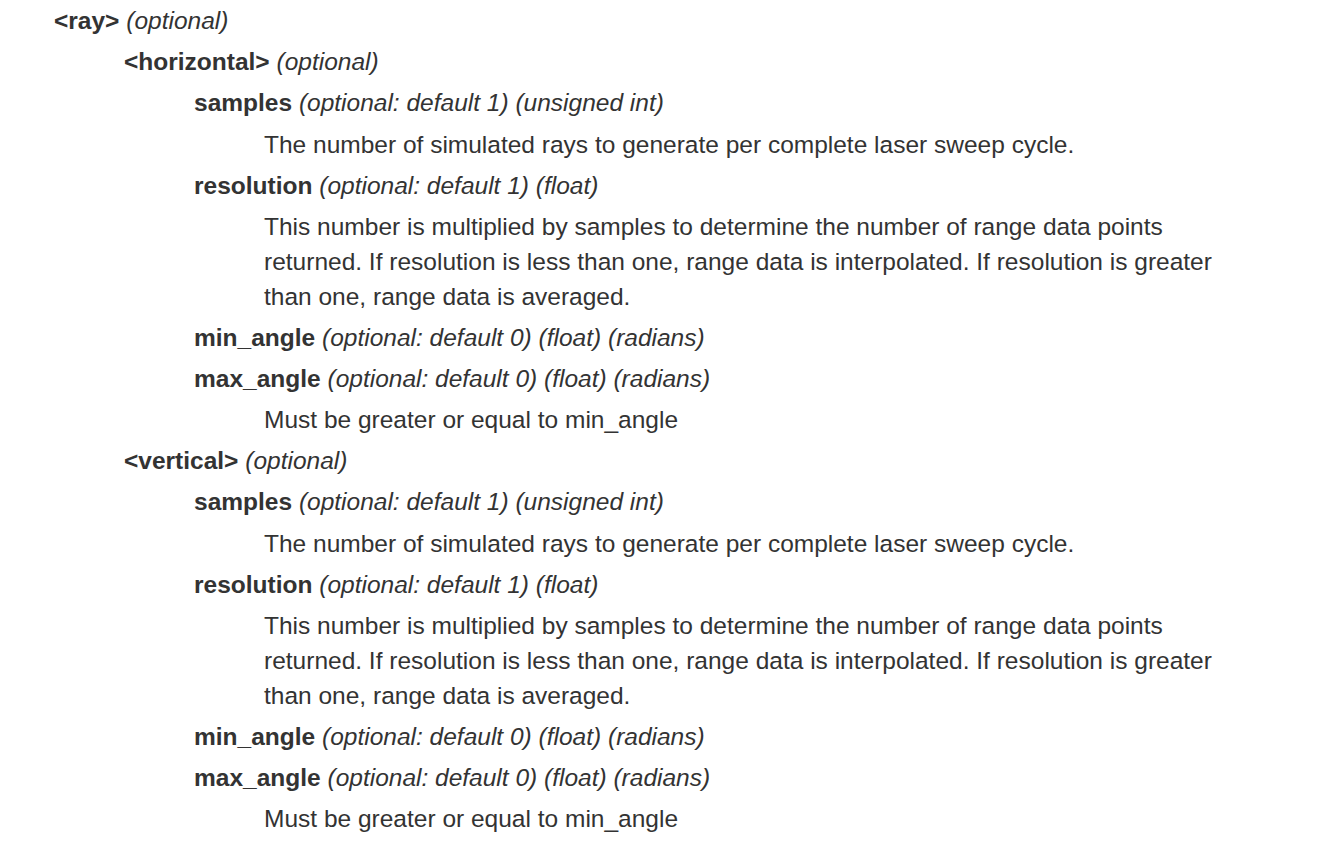 <ray> (optional)
<horizontal> (optional)
samples (optional: default 1) (unsigned int)
The number of simulated rays to generate per complete laser sweep cycle.
resolution (optional: default 1) (float)
This number is multiplied by samples to determine the number of range data points
returned. If resolution is less than one, range data is interpolated. If resolution is greater
than one, range data is averaged.
min_angle (optional: default 0) (float) (radians)
max_angle (optional: default 0) (float) (radians)
Must be greater or equal to min_angle
<vertical> (optional)
samples (optional: default 1) (unsigned int)
The number of simulated rays to generate per complete laser sweep cycle.
resolution (optional: default 1) (float)
This number is multiplied by samples to determine the number of range data points
returned. If resolution is less than one, range data is interpolated. If resolution is greater
than one, range data is averaged.
min_angle (optional: default 0) (float) (radians)
max_angle (optional: default 0) (float) (radians)
Must be greater or equal to min_angle